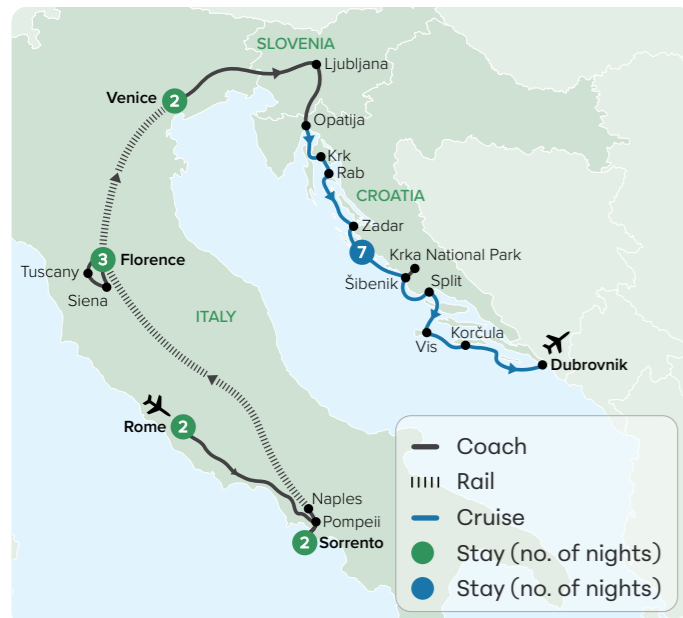 SLOVENIA
Ljubljana
Venice 2
Opatija
Krk
Rab
CROATIA
Zadar
7
Krka National Park
3 Florence
Tuscany
Šibenik
Split
Siena
ITALY
Korčula
Vis
Dubrovnik
Rome 2
Naples
Pompeii
2 Sorrento
Coach
Rail
Cruise
Stay (no. of nights)
Stay (no. of nights)